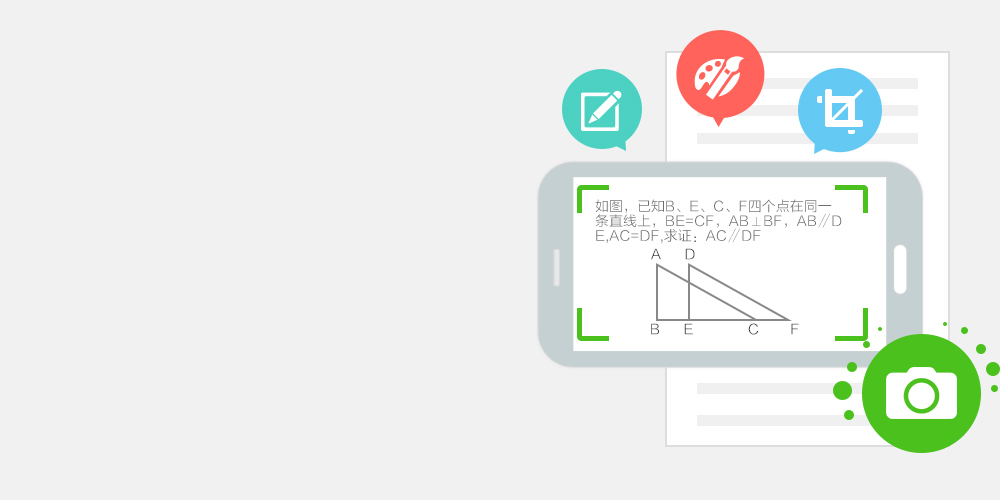 如图，已知B、E、C、F四个点在同一
条直线上，BE=CF，AB⊥BF，AB∥D
E,AC=DF,求证：AC∥DF
A D
B E C F